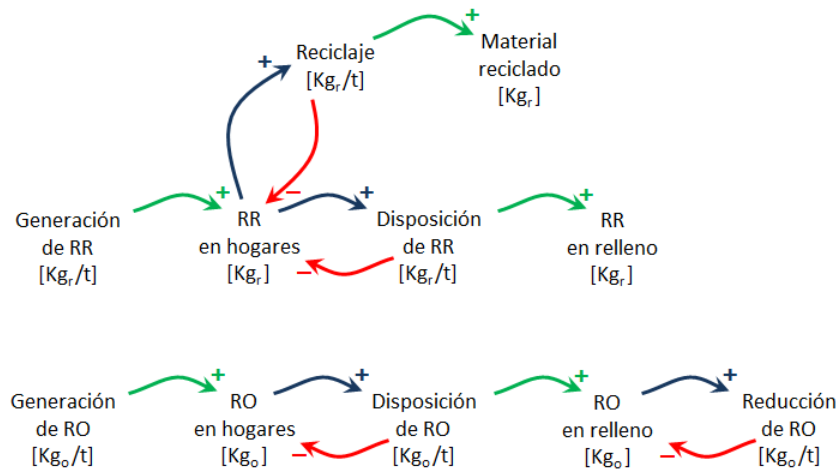 Reciclaje
[Kgr/t]
Material
reciclado
[Kgr]
+
+
Generación
de RR
[Kgr/t]
+
RR
en hogares
[Kgr]
–
+
Disposición
de RR
[Kgr/t]
–
+
RR
en relleno
[Kgr]
Generación
de RO
[Kgo/t]
+
RO
en hogares
[Kgo]
+
–
Disposición
de RO
[Kgo/t]
+
RO
en relleno
[Kgo]
+
–
Reducción
de RO
[Kgo/t]